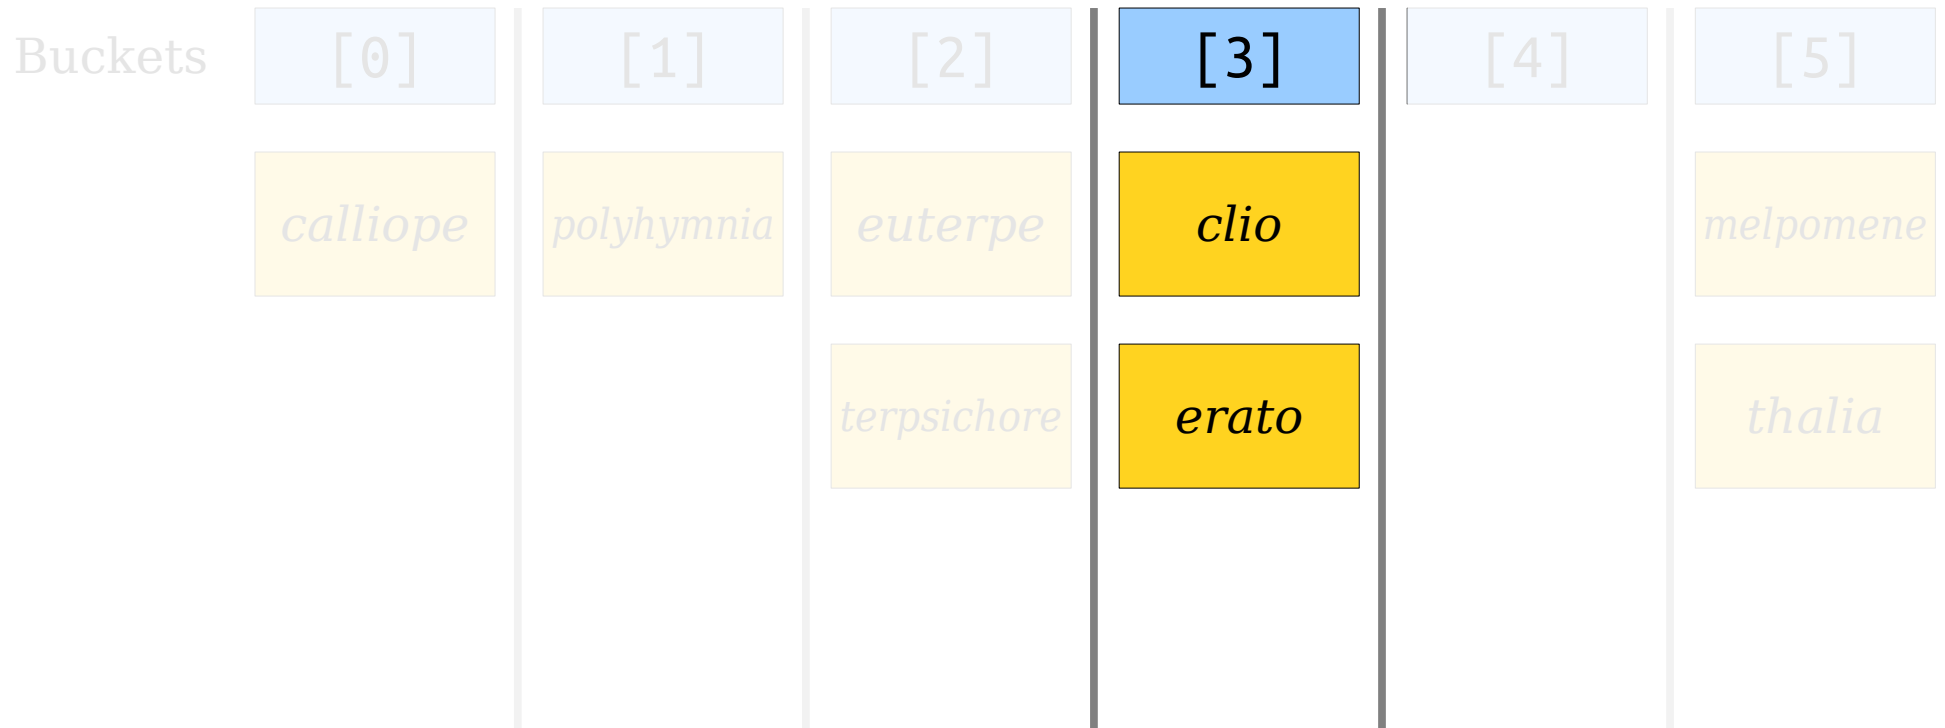 Buckets [0] [1] [2] [3] [4] [5]
calliope polyhymnia euterpe clio melpomene
terpsichore erato thalia